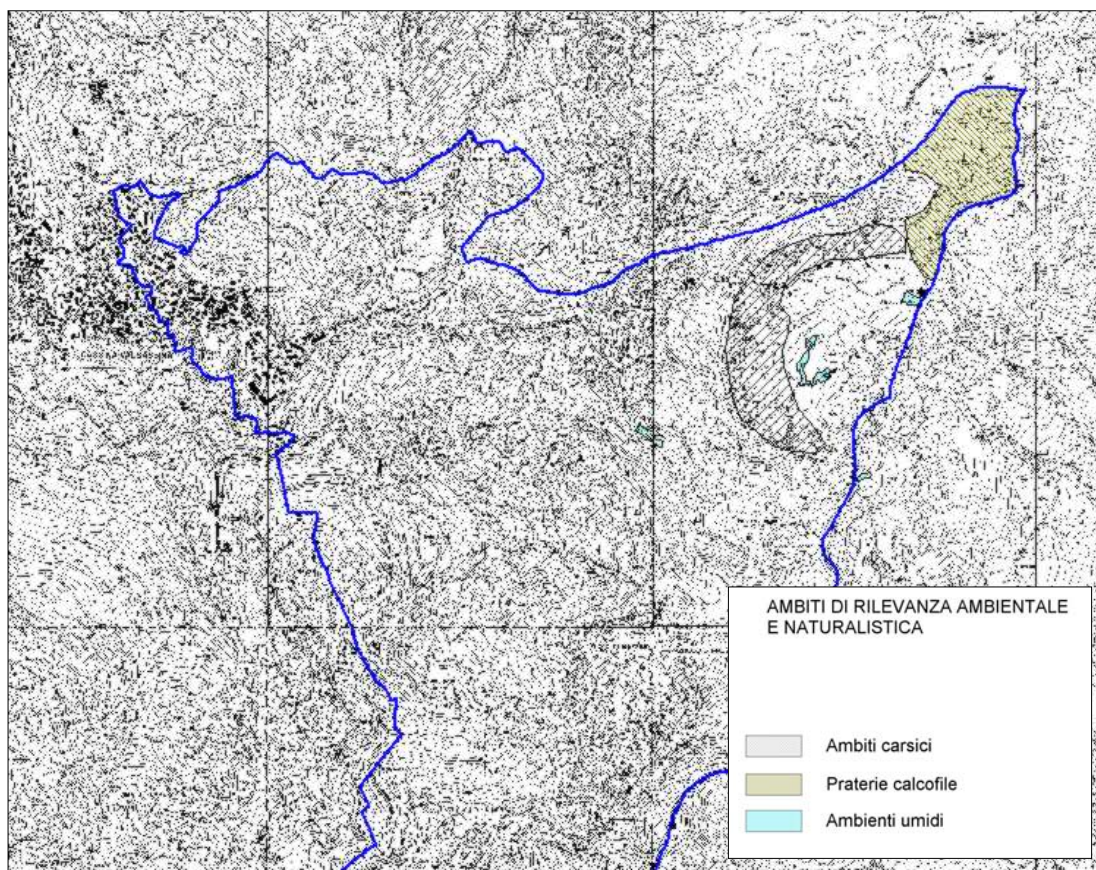 AMBITI DI RILEVANZA AMBIENTALE
E NATURALISTICA
Ambiti carsici
Praterie calcofile
Ambienti umidi